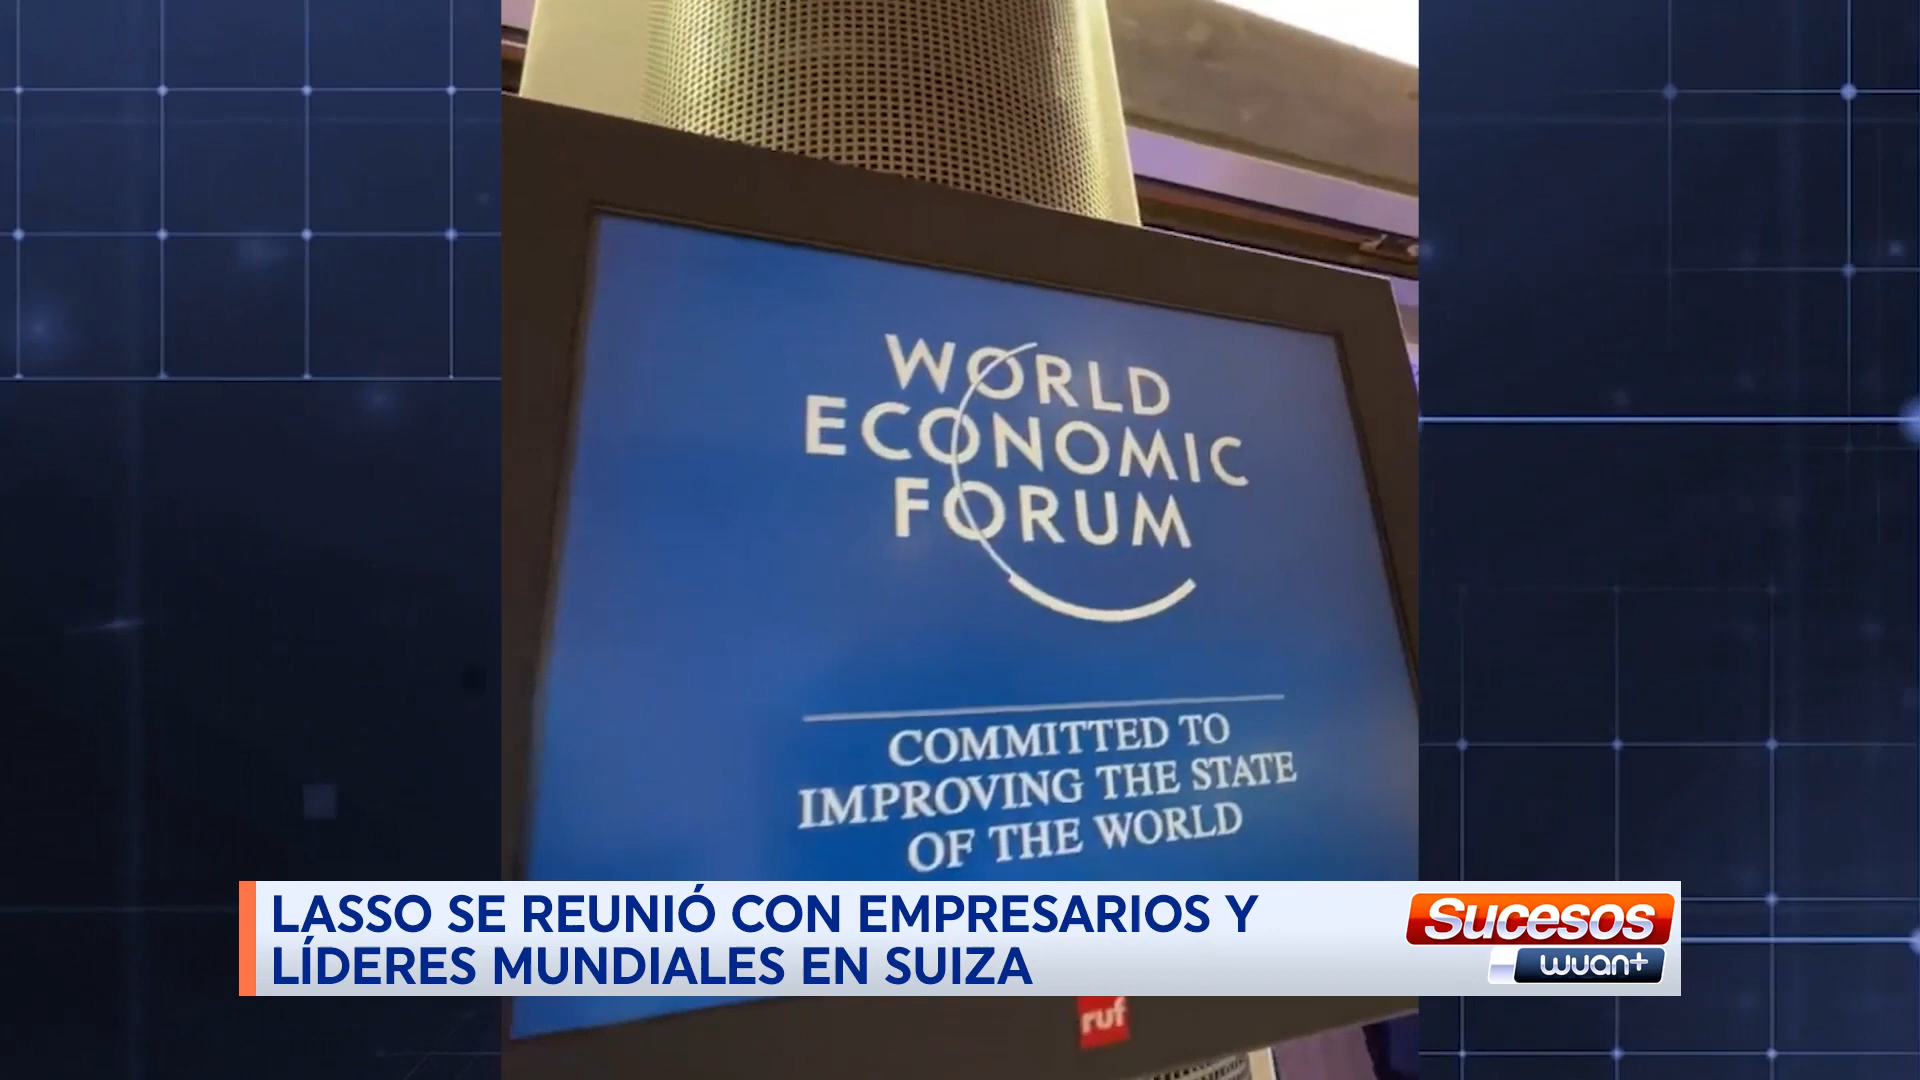 WORLD
ECONOMIC
FORUM
COMMITTED TO
IMPROVING THE STATE
OF THE WORLD
LASSO SE REUNIÓ CON EMPRESARIOS Y
LÍDERES MUNDIALES EN SUIZA
Sucesos
wuan+
ruf